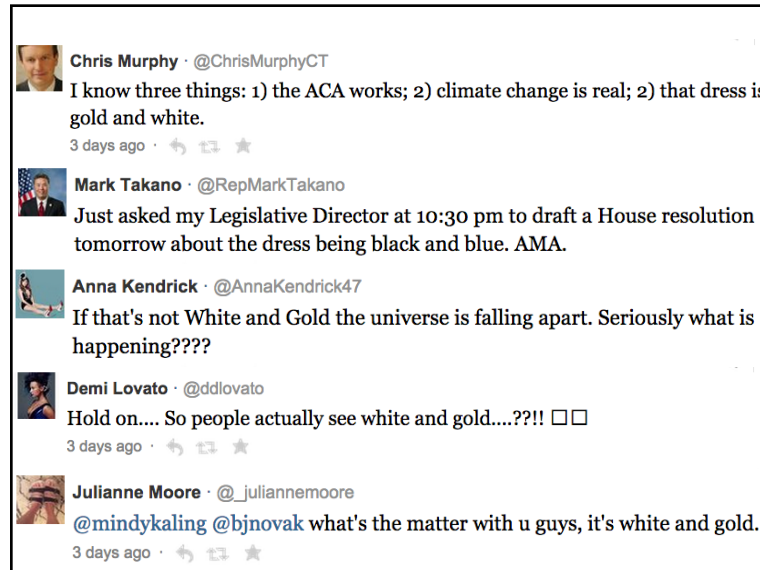 Chris Murphy · @ChrisMurphyCT
I know three things: 1) the ACA works; 2) climate change is real; 2) that dress is
gold and white.
3 days ago ·
Mark Takano · @RepMarkTakano
Just asked my Legislative Director at 10:30 pm to draft a House resolution
tomorrow about the dress being black and blue. AMA.
Anna Kendrick · @AnnaKendrick47
If that's not White and Gold the universe is falling apart. Seriously what is
happening????
Demi Lovato · @ddlovato
Hold on.... So people actually see white and gold....??!! □□
3 days ago ·
Julianne Moore · @_juliannemoore
@mindykaling @bjnovak what's the matter with u guys, it's white and gold.
3 days ago ·